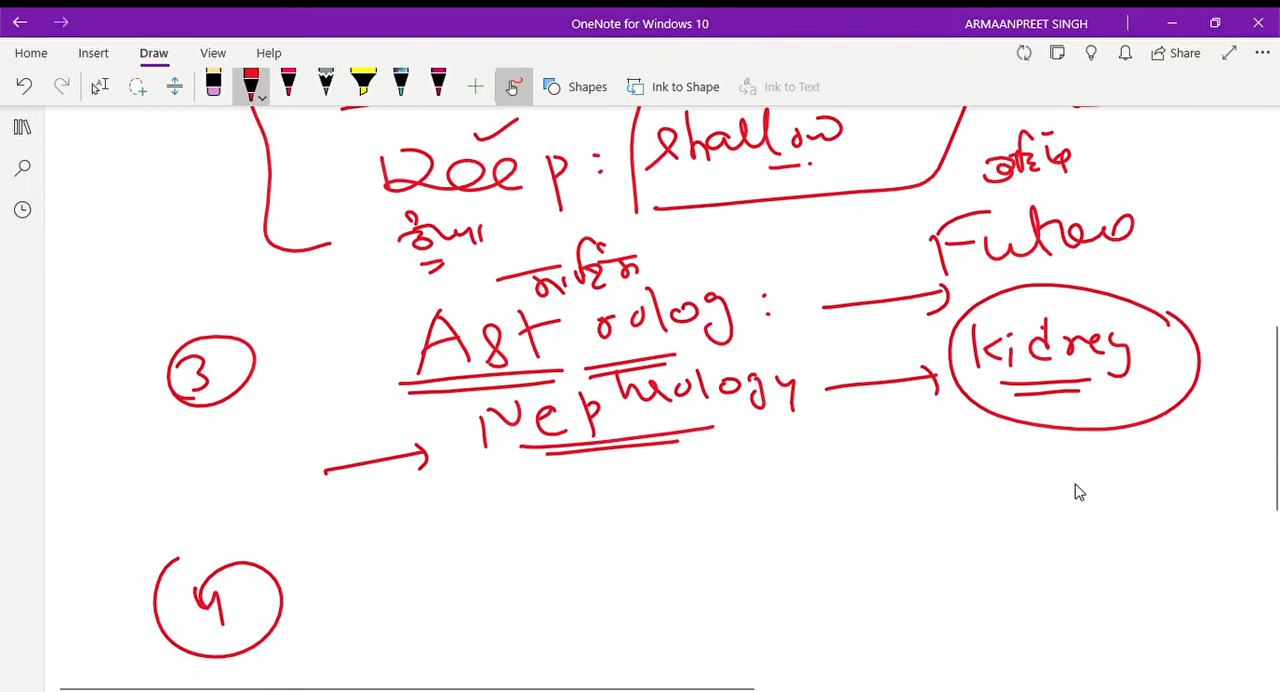 OneNote for Windows 10
ARMAANPREET SINGH
Home Insert Draw View Help
Share
Shapes Ink to Shape Ink to Text
Deep : shallow
Future
Astrolog :
3
Kidney
Nephrology
4